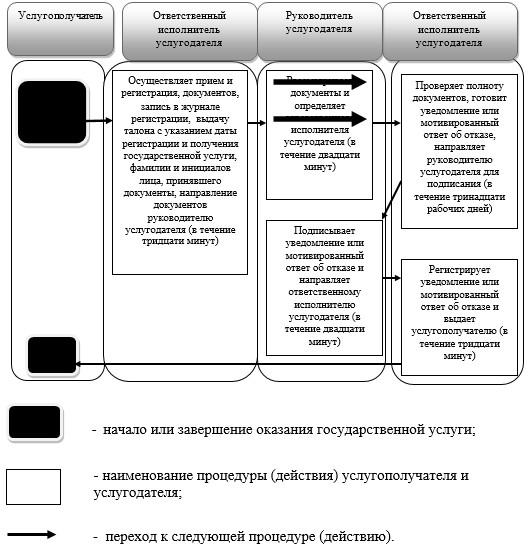 Услугополучатель
Ответственный
исполнитель
услугодателя
Руководитель
услугодателя
Ответственный
исполнитель
услугодателя
Осуществляет прием и
регистрация, документов,
запись в журнале
регистрации, выдачу
талона с указанием даты
регистрации и получения
государственной услуги,
фамилии и инициалов
лица, принявшего
документы, направление
документов
руководителю
услугодателя (в течение
тридцати минут)
документы и
определяет
исполнителя
услугодателя (в
течение двадцати
минут)
Проверяет полноту
документов, готовит
уведомление или
мотивированный
ответ об отказе,
направляет
руководителю
услугодателя для
подписания (в
течение тринадцати
рабочих дней)
Подписывает
уведомление или
мотивированный
ответ об отказе и
направляет
ответственному
исполнителю
услугодателя (в
течение двадцати
минут)
Регистрирует
уведомление или
мотивированный
ответ об отказе и
выдает
услугополучателю (в
течение тридцати
минут)
- начало или завершение оказания государственной услуги;
- наименование процедуры (действия) услугополучателя и
услугодателя;
- переход к следующей процедуре (действию).